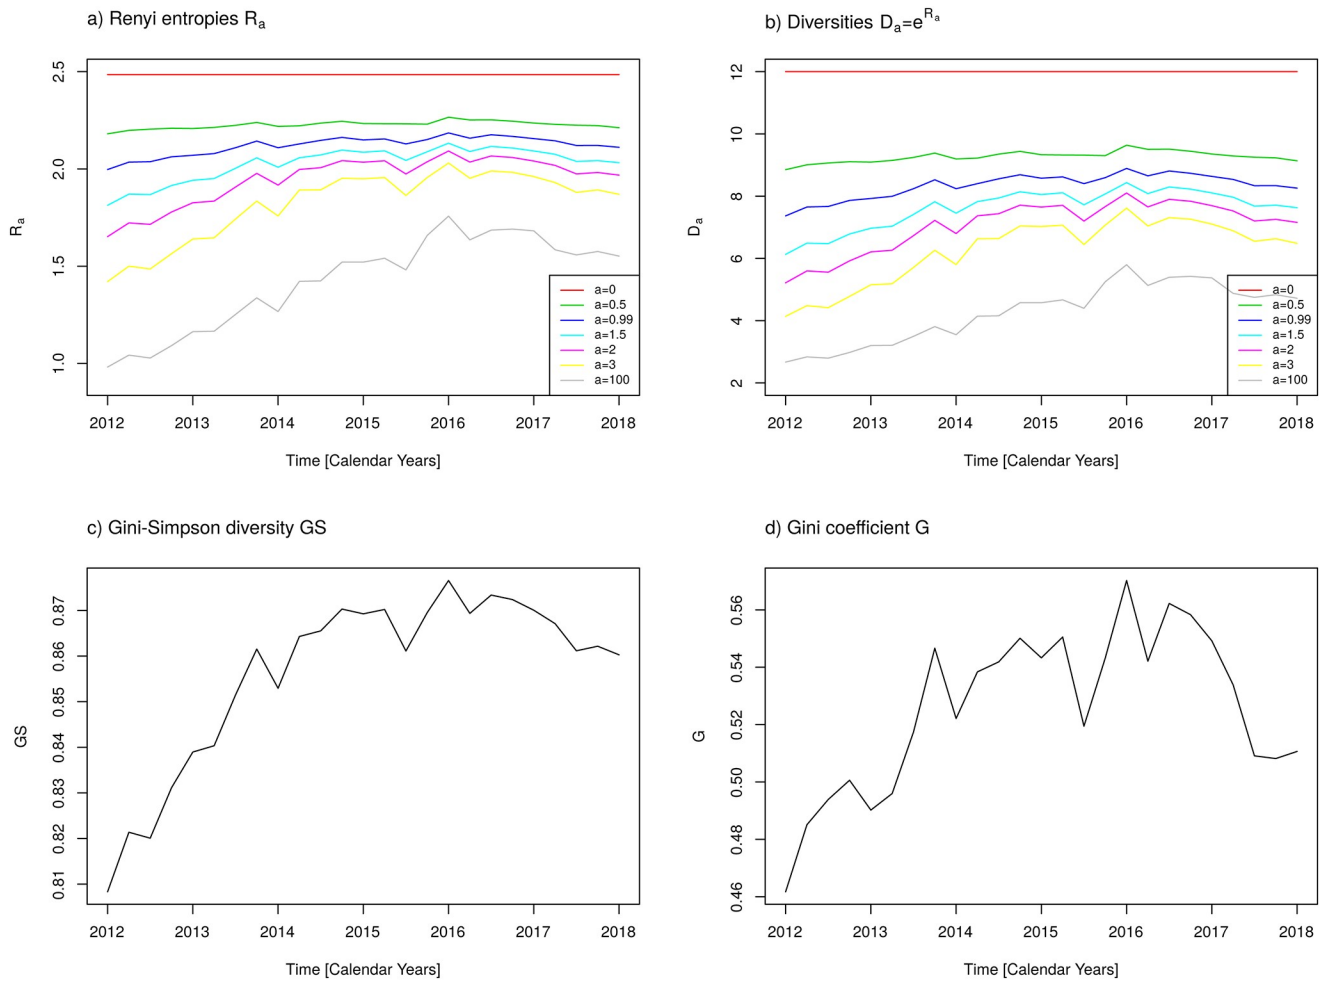 a) Renyi entropies Ra
2.5
2.0
1.5
1.0
Ra
a=0
a=0.5
a=0.99
a=1.5
a=2
a=3
a=100
2012 2013 2014 2015 2016 2017 2018
Time [Calendar Years]
b) Diversities Da=e^Ra
12
10
8
6
4
2
Da
a=0
a=0.5
a=0.99
a=1.5
a=2
a=3
a=100
2012 2013 2014 2015 2016 2017 2018
Time [Calendar Years]
c) Gini-Simpson diversity GS
0.87
0.86
0.85
0.84
0.83
0.82
0.81
GS
2012 2013 2014 2015 2016 2017 2018
Time [Calendar Years]
d) Gini coefficient G
0.56
0.54
0.52
0.50
0.48
0.46
G
2012 2013 2014 2015 2016 2017 2018
Time [Calendar Years]